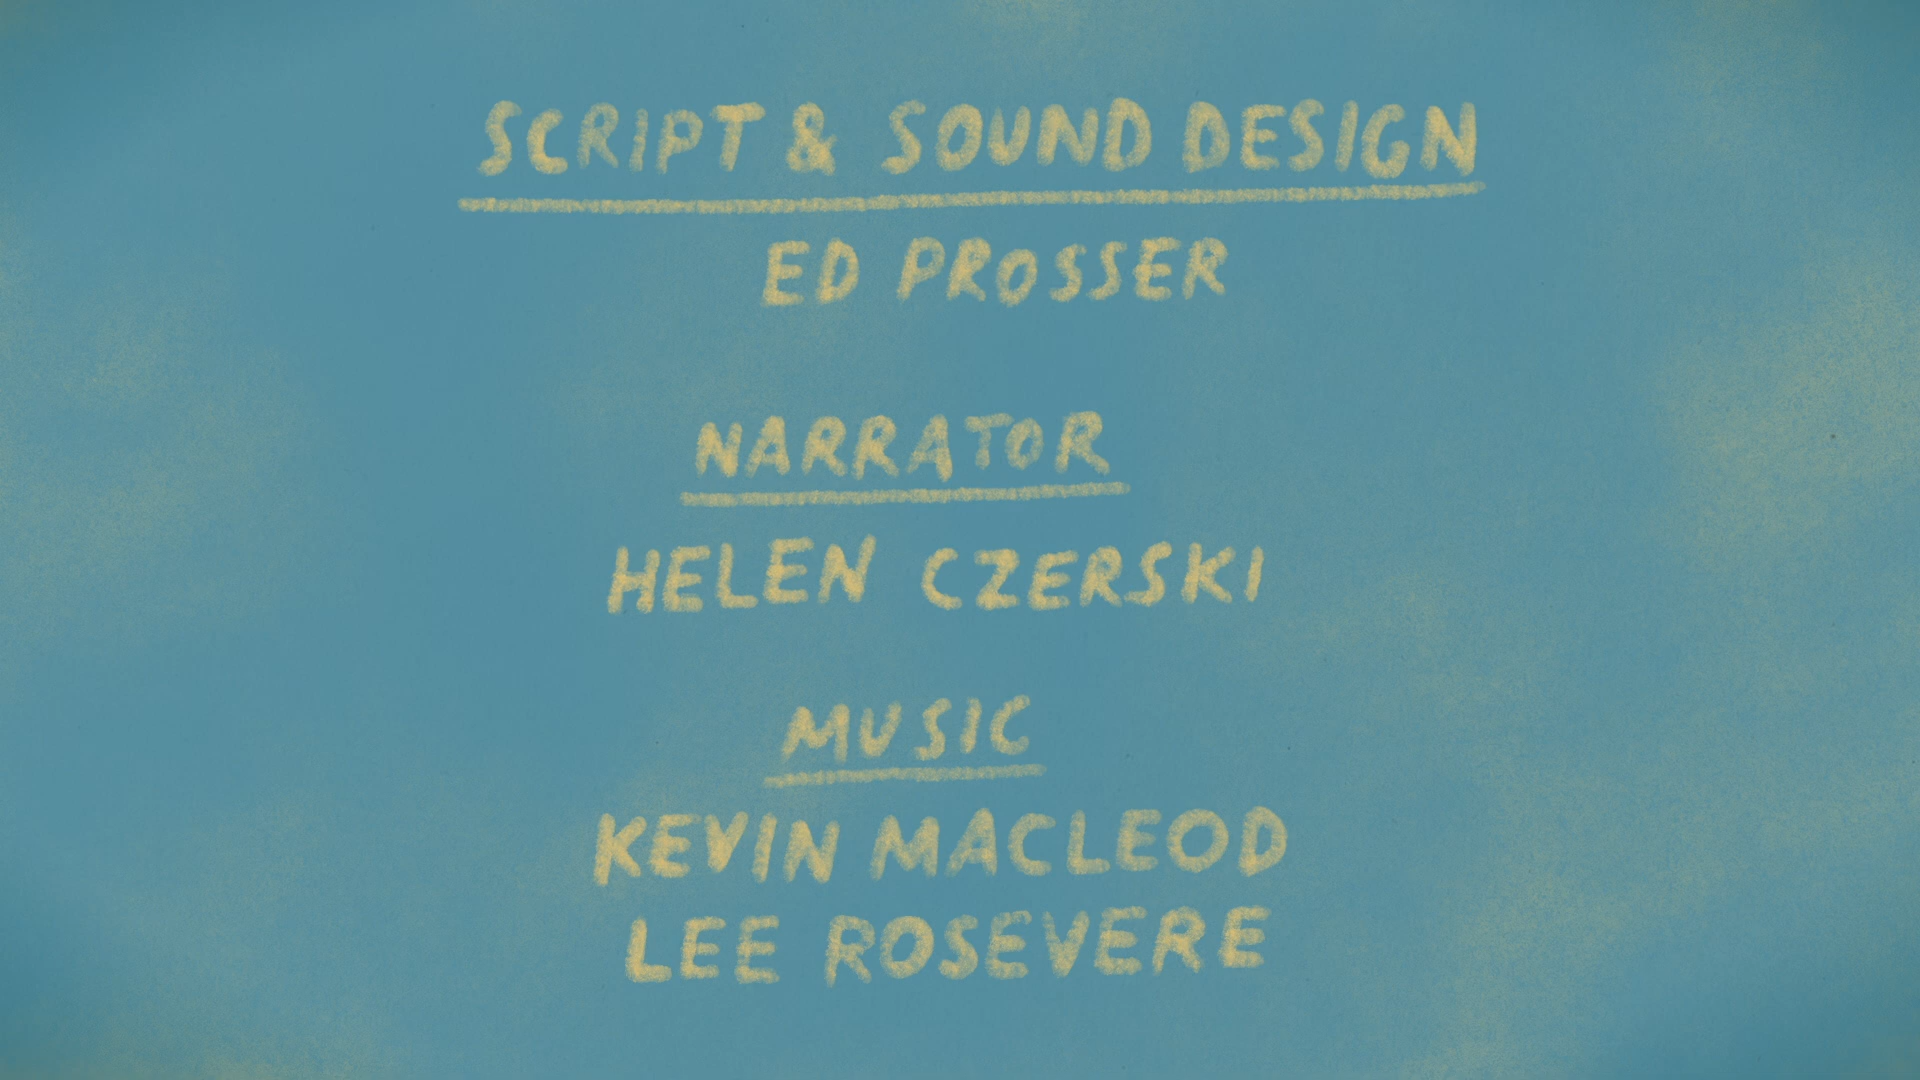 SCRIPT & SOUND DESIGN
ED PROSSER
NARRATOR
HELEN CZERSKI
MUSIC
KEVIN MACLEOD
LEE ROSEVERE